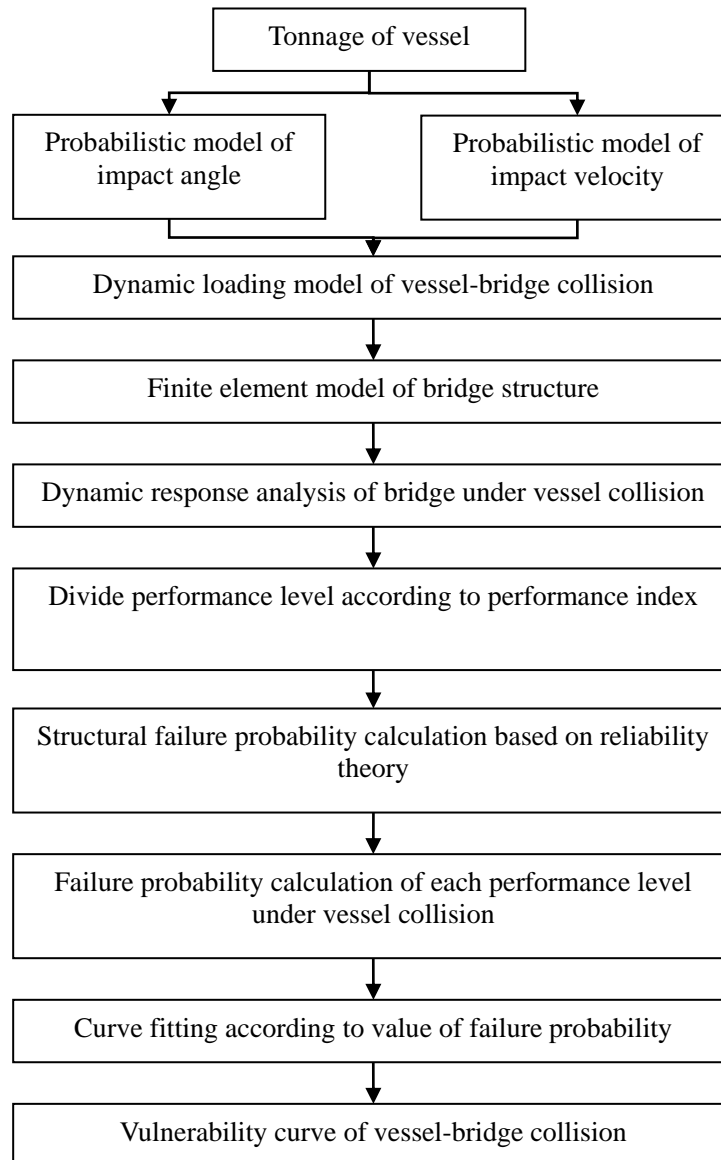 Tonnage of vessel
Probabilistic model of
impact angle
Probabilistic model of
impact velocity
Dynamic loading model of vessel-bridge collision
Finite element model of bridge structure
Dynamic response analysis of bridge under vessel collision
Divide performance level according to performance index
Structural failure probability calculation based on reliability
theory
Failure probability calculation of each performance level
under vessel collision
Curve fitting according to value of failure probability
Vulnerability curve of vessel-bridge collision